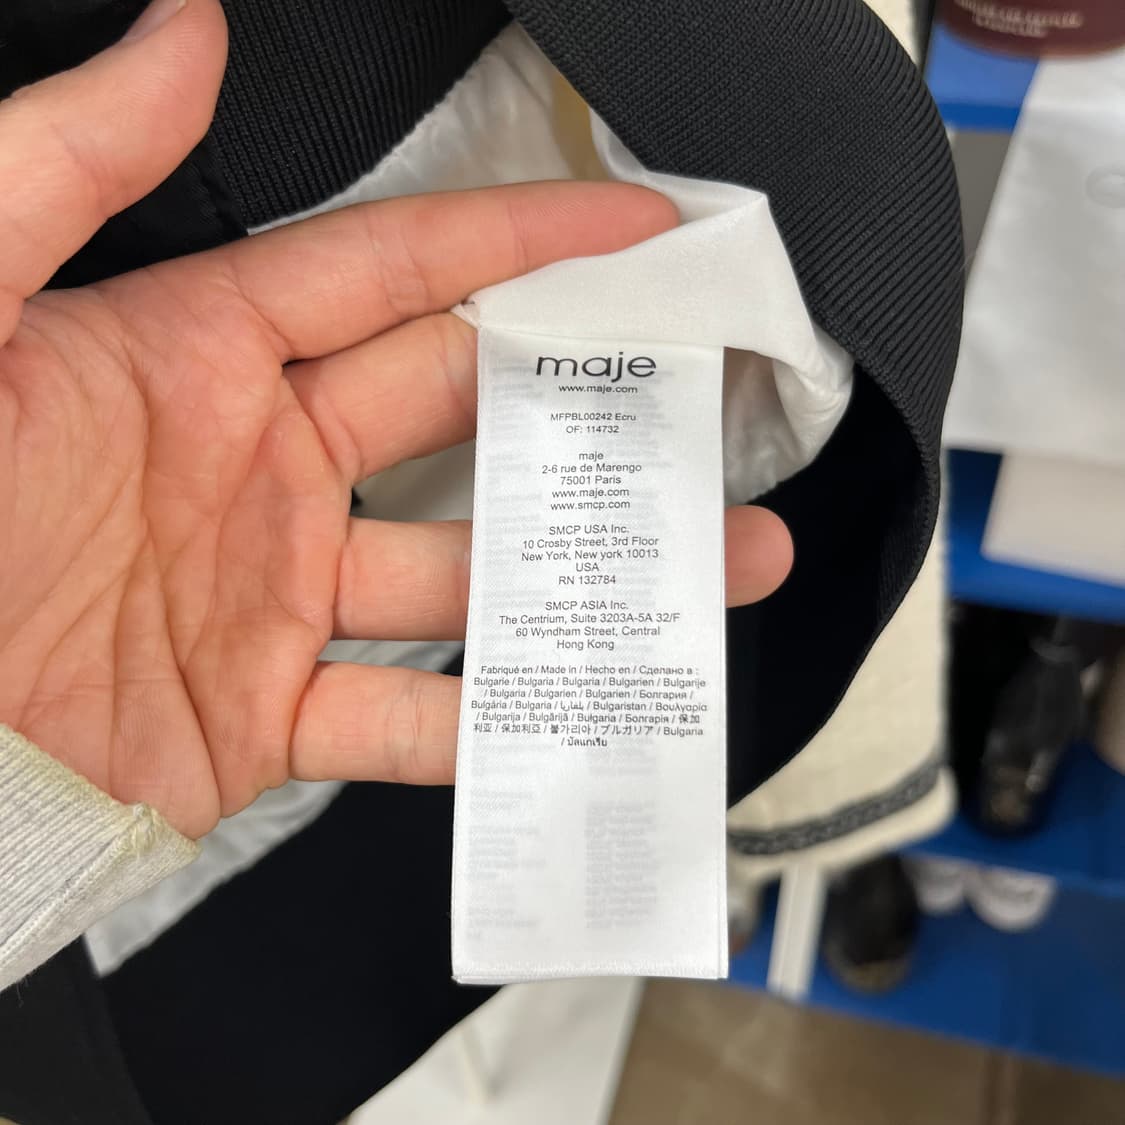 maje
www.maje.com
MFPBL00242 Ecru
OF: 114732
maje
2-6 rue de Marengo
75001 Paris
www.maje.com
www.smcp.com
SMCP USA Inc.
10 Crosby Street, 3rd Floor
New York, New york 10013
USA
RN 132784
SMCP ASIA Inc.
The Centrium, Suite 3203A-5A 32/F
60 Wyndham Street, Central
Hong Kong
Fabriqué en / Made in / Hecho en / Сделано в :
Bulgarie / Bulgaria / Bulgaria / Bulgarien / Bulgarije
/ Bulgaria / Bulgarien / Bulgarien / Болгария /
Bulgária / Bulgaria / بلغاريا / Bulgaristan / Βουλγαρία
/ Bulgarija / Bulgārijā / Bułgaria / Болгарія / 保加
利亚 / 保加利亞 / 불가리아 / ブルガリア / Bulgaria
/ บัลแกเรีย